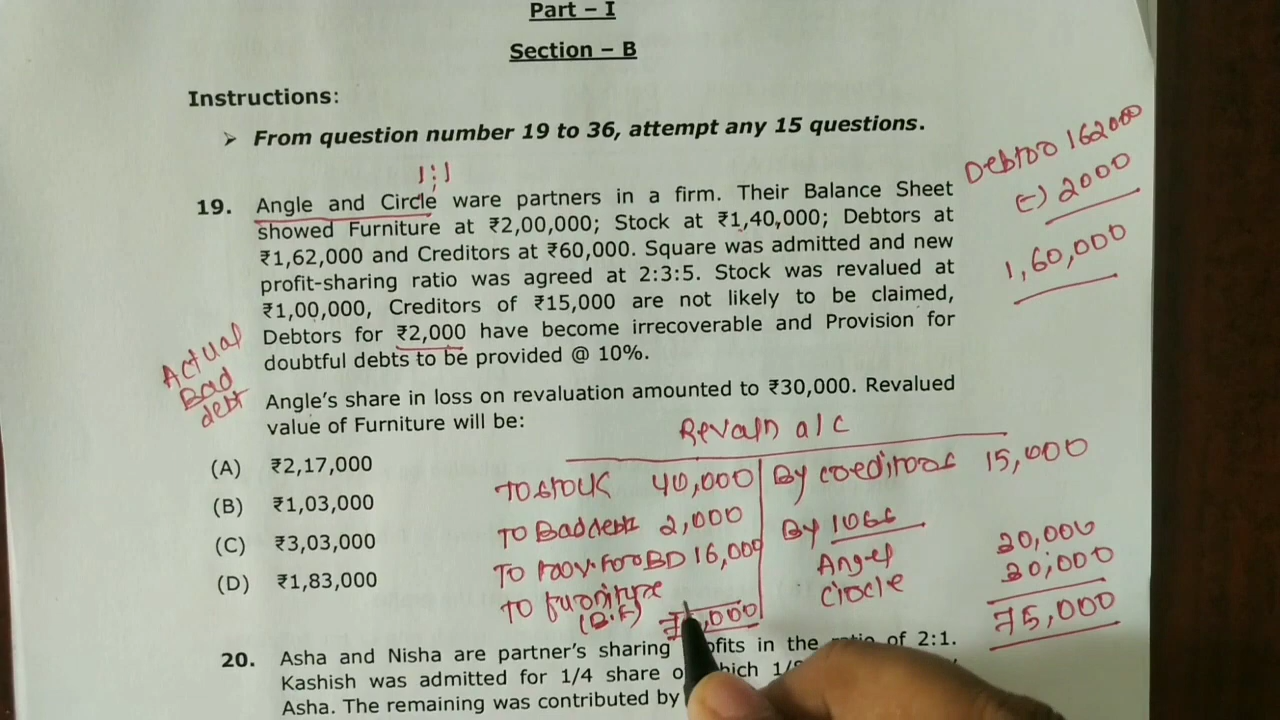 Part – I
Section – B
Instructions:
➢ From question number 19 to 36, attempt any 15 questions.
1:1
19. Angle and Circle ware partners in a firm. Their Balance Sheet
showed Furniture at ₹2,00,000; Stock at ₹1,40,000; Debtors at
₹1,62,000 and Creditors at ₹60,000. Square was admitted and new
profit-sharing ratio was agreed at 2:3:5. Stock was revalued at
₹1,00,000, Creditors of ₹15,000 are not likely to be claimed,
Debtors for ₹2,000 have become irrecoverable and Provision for
doubtful debts to be provided @ 10%.
Debtor 162000
(-) 2000
1,60,000
Actual
Bad
debt
Angle's share in loss on revaluation amounted to ₹30,000. Revalued
value of Furniture will be:
(A) ₹2,17,000
(B) ₹1,03,000
(C) ₹3,03,000
(D) ₹1,83,000
Revaln a/c
To stock 40,000 By creditors 15,000
To Bad debt 2,000 By loss
To Prov. For BD 16,000 Angel 30,000
To furniture Circle 30,000
(B.F) 75,000
20. Asha and Nisha are partner's sharing profits in the ratio of 2:1.
Kashish was admitted for 1/4 share of which
Asha. The remaining was contributed by